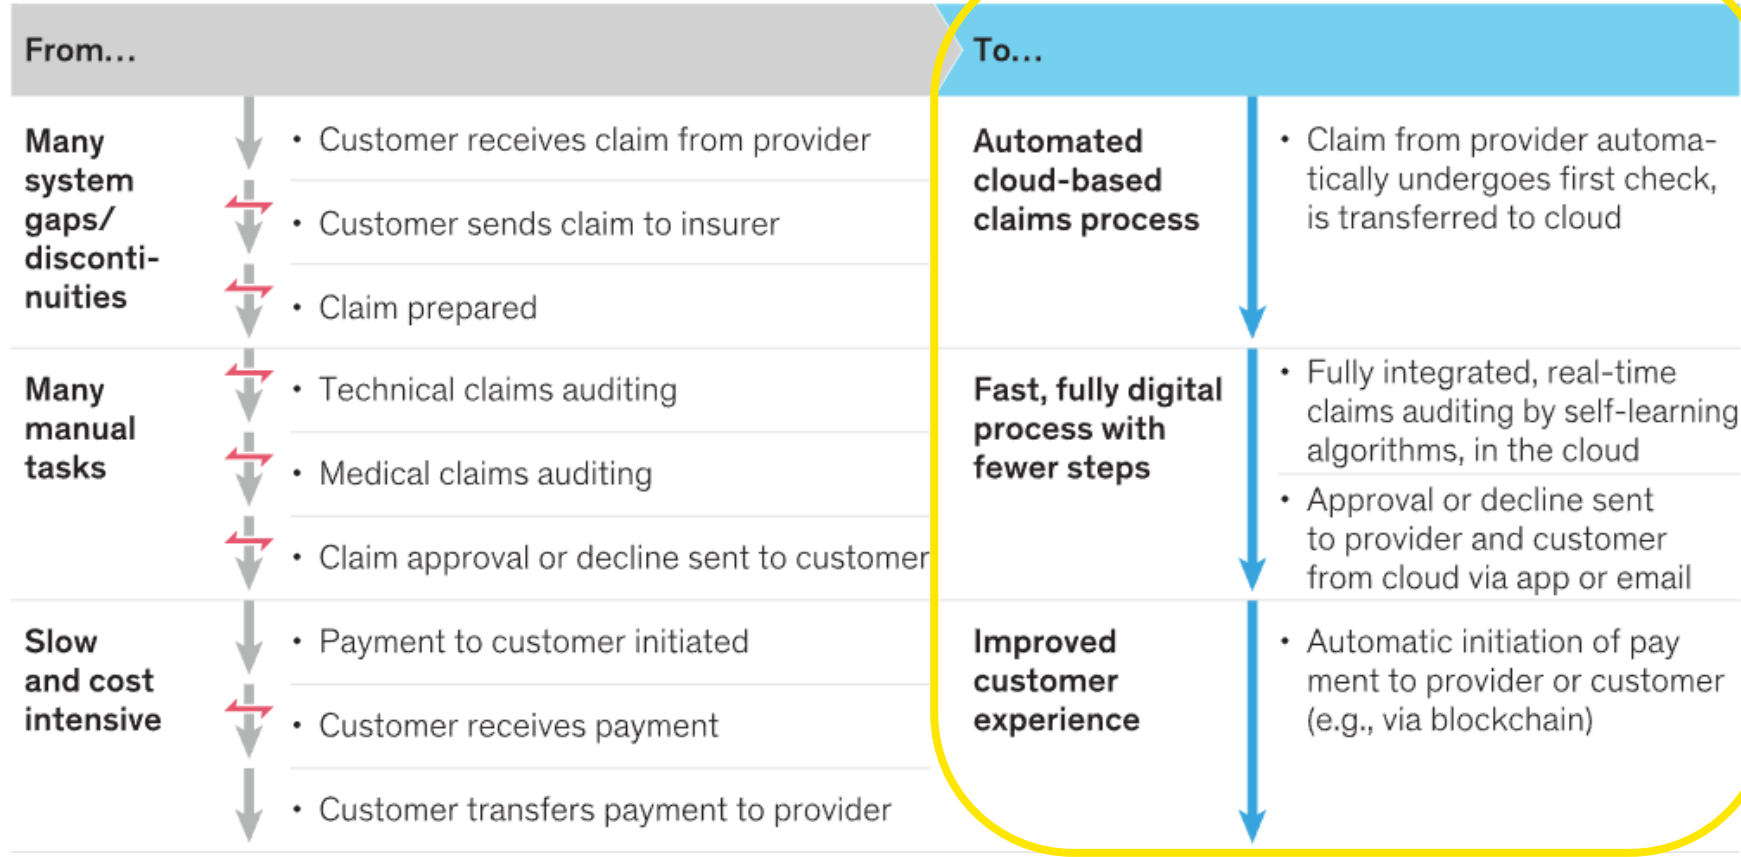 From...
To...
Many
system
gaps/
disconti-
nuities
• Customer receives claim from provider
• Customer sends claim to insurer
• Claim prepared
Automated
cloud-based
claims process
• Claim from provider automa-
tically undergoes first check,
is transferred to cloud
Many
manual
tasks
• Technical claims auditing
• Medical claims auditing
• Claim approval or decline sent to customer
Fast, fully digital
process with
fewer steps
• Fully integrated, real-time
claims auditing by self-learning
algorithms, in the cloud
• Approval or decline sent
to provider and customer
from cloud via app or email
Slow
and cost
intensive
• Payment to customer initiated
• Customer receives payment
• Customer transfers payment to provider
Improved
customer
experience
• Automatic initiation of pay
ment to provider or customer
(e.g., via blockchain)